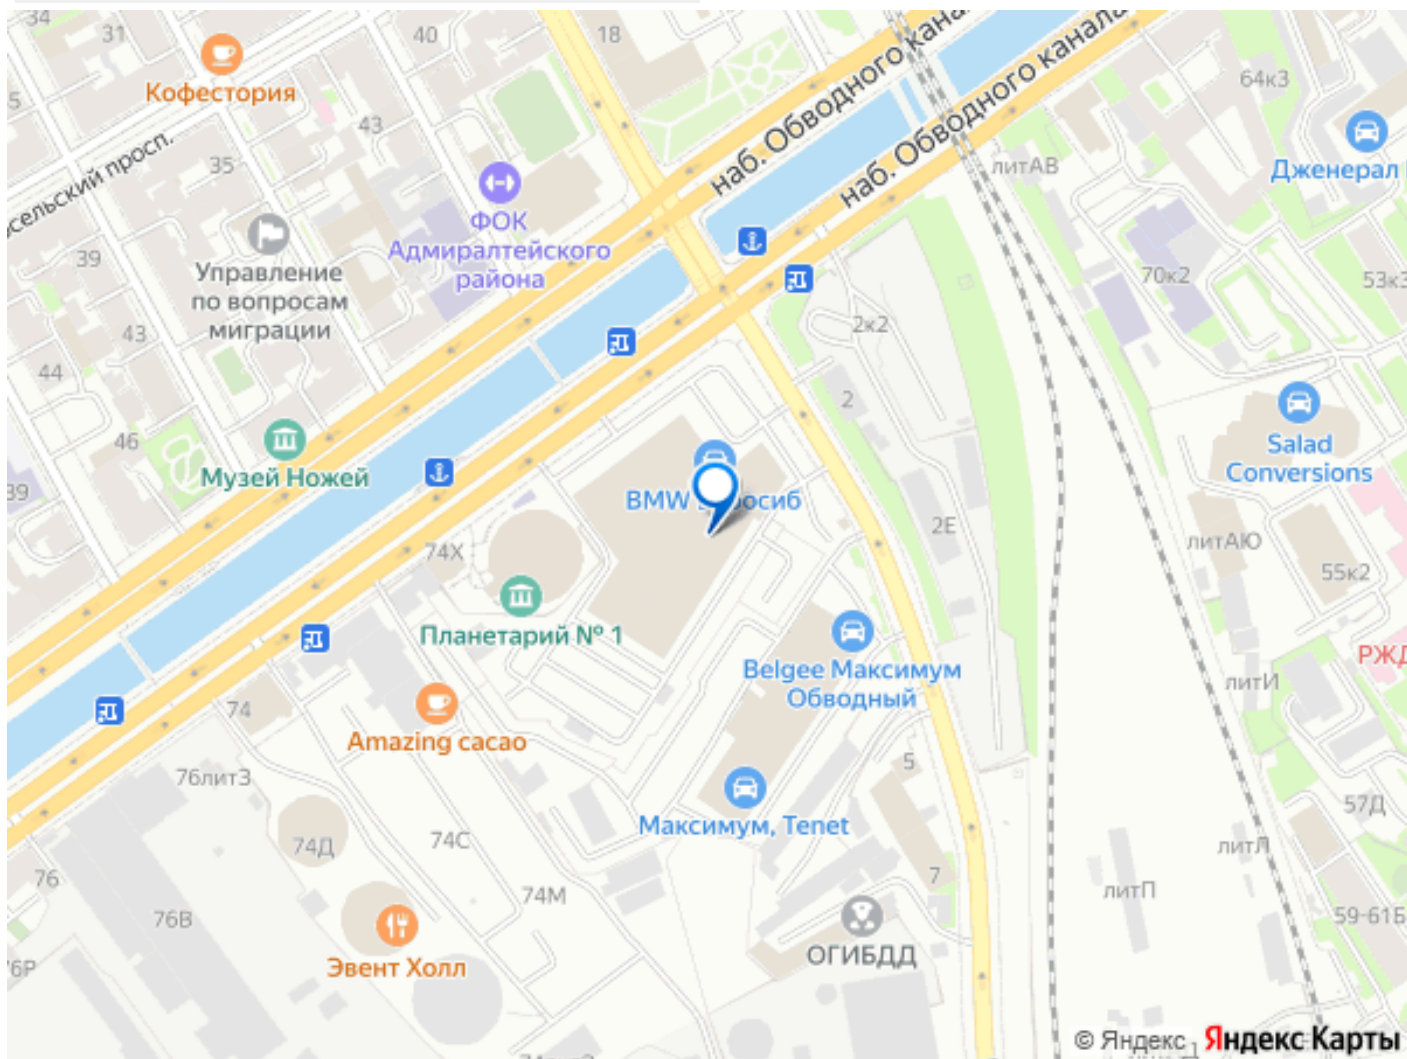 34
31
40
18
наб. Обводного кана
наб. Обводного канала
Кофестория
43
64к3
35
сельский просп.
литАВ
Дженерал
ФОК
Адмиралтейского
района
39
Управление
по вопросам
миграции
70к2
53к3
43
2к2
44
2
46
Музей Ножей
Salad
Conversions
39
BMW
осиб
2Е
74Х
литАЮ
55к2
Планетарий № 1
Belgee Максимум
Обводный
РЖД
литИ
74
Amazing cacao
5
76лит3
Максимум, Tenet
57Д
74Д
74С
литЛ
76
7
74М
литП
76В
59-61Б
76Р
Эвент Холл
ОГИБДД
© Яндекс
Яндекс Карты